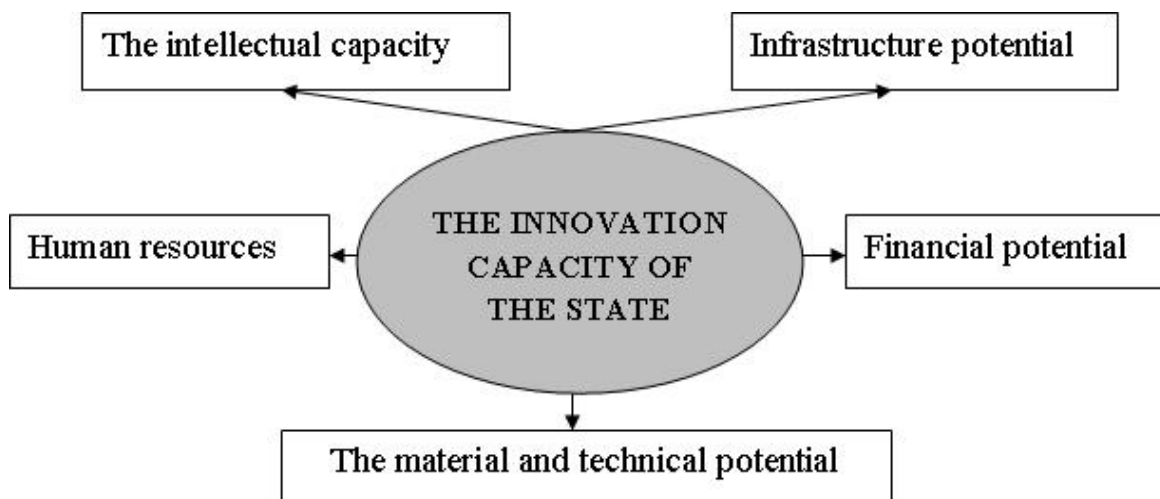 The intellectual capacity
Infrastructure potential
Human resources
THE INNOVATION
CAPACITY OF
THE STATE
Financial potential
The material and technical potential